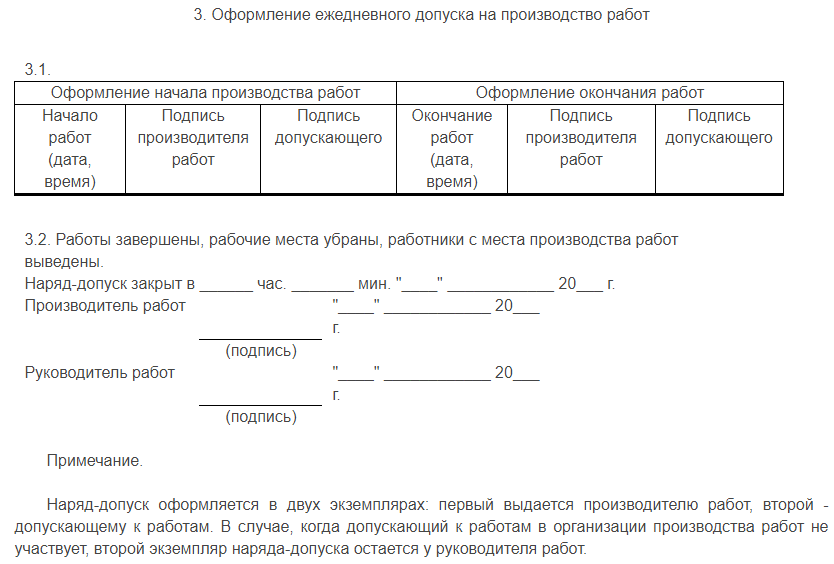 3. Оформление ежедневного допуска на производство работ
3.1.
Оформление начала производства работ
Оформление окончания работ
Начало работ (дата, время)
Подпись производителя работ
Подпись допускающего
Окончание работ (дата, время)
Подпись производителя работ
Подпись допускающего
3.2. Работы завершены, рабочие места убраны, работники с места производства работ
выведены.
Наряд-допуск закрыт в ______ час. _______ мин. "____" ____________ 20___ г.
Производитель работ "____" ____________ 20___
г.
(подпись)
Руководитель работ "____" ____________ 20___
г.
(подпись)
Примечание.
Наряд-допуск оформляется в двух экземплярах: первый выдается производителю работ, второй -
допускающему к работам. В случае, когда допускающий к работам в организации производства работ не
участвует, второй экземпляр наряда-допуска остается у руководителя работ.